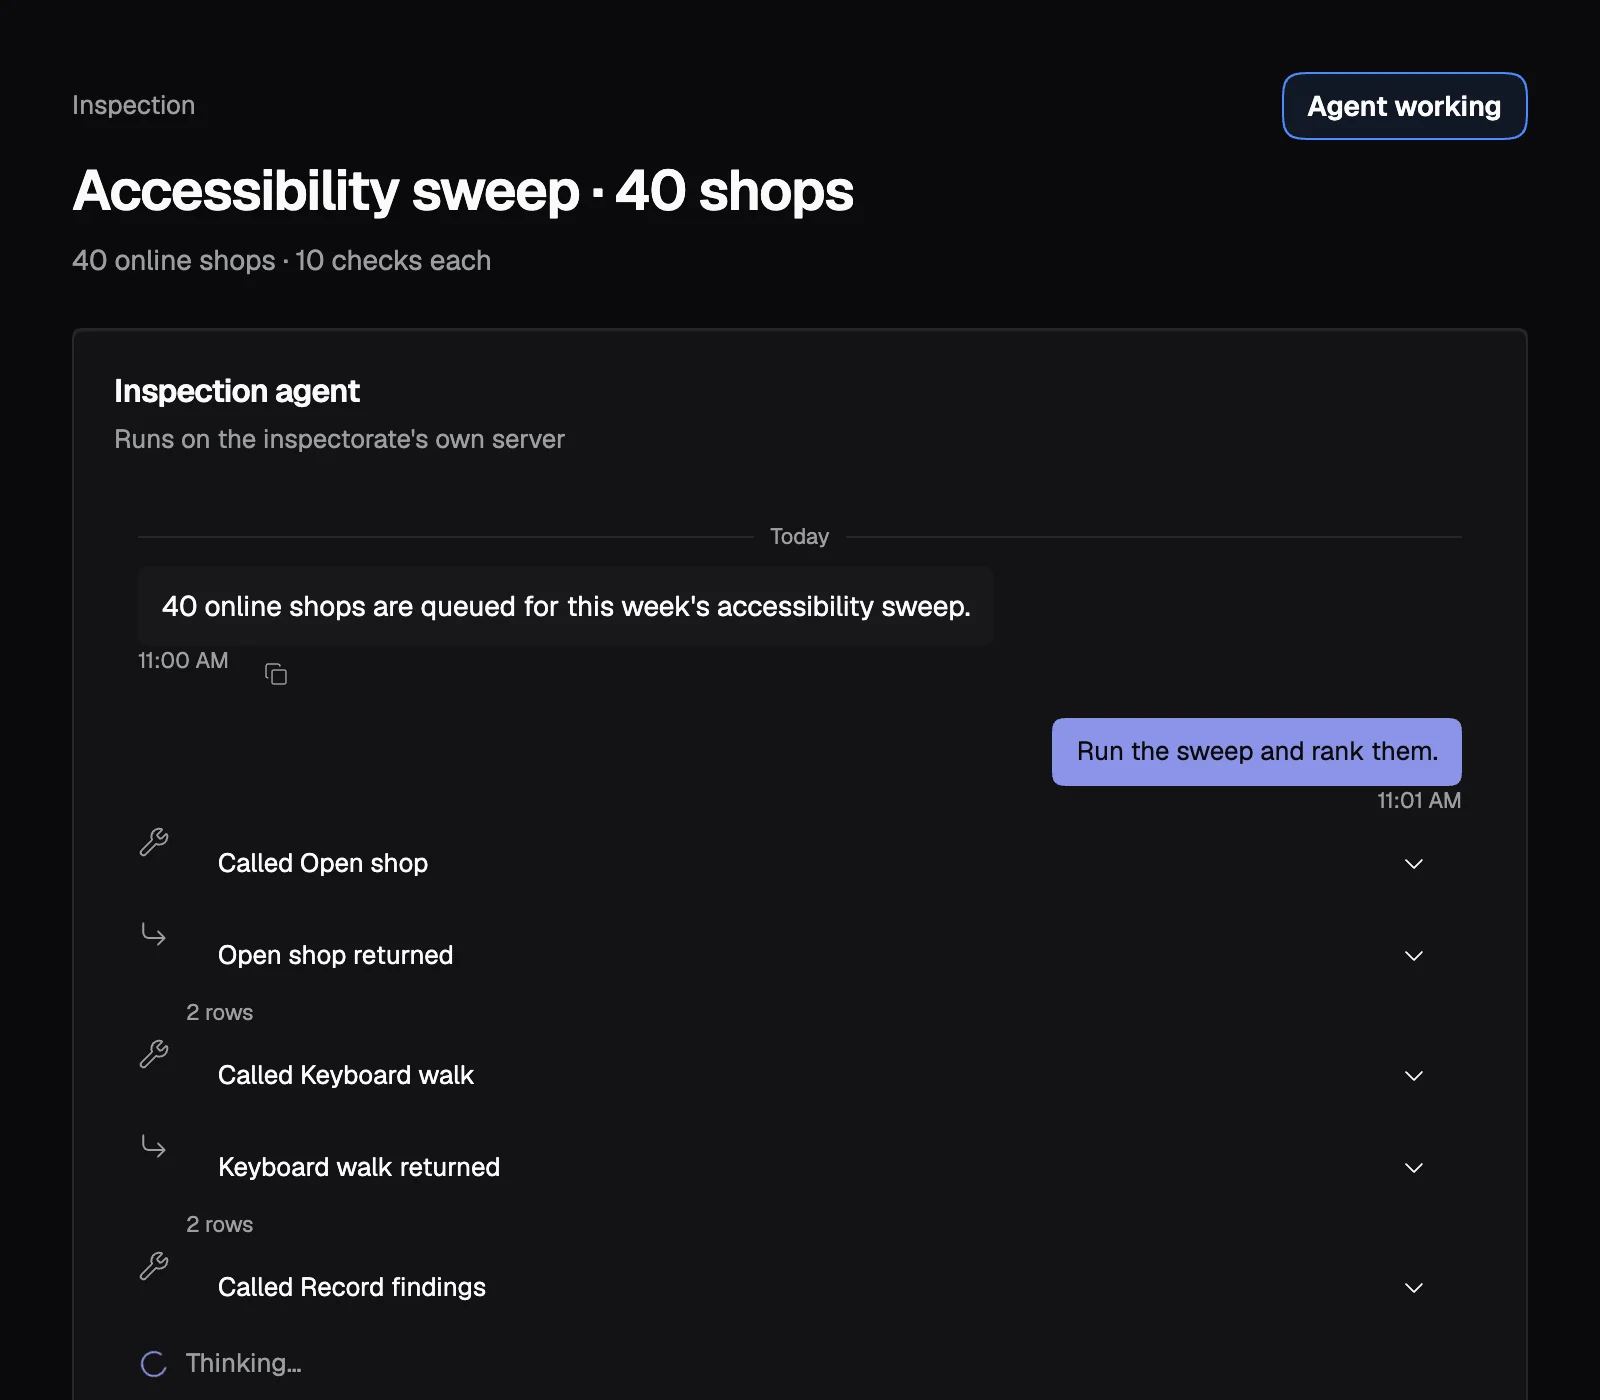 Inspection
Agent working
Accessibility sweep · 40 shops
40 online shops · 10 checks each
Inspection agent
Runs on the inspectorate's own server
Today
40 online shops are queued for this week's accessibility sweep.
11:00 AM
Run the sweep and rank them.
11:01 AM
Called Open shop
Open shop returned
2 rows
Called Keyboard walk
Keyboard walk returned
2 rows
Called Record findings
Thinking...